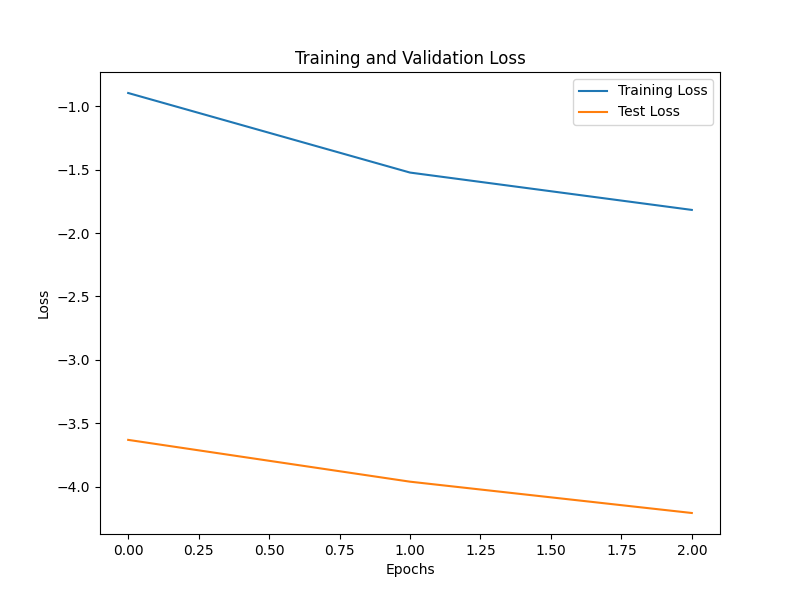 Training and Validation Loss
Training Loss
Test Loss
−1.0
−1.5
−2.0
−2.5
−3.0
−3.5
−4.0
Loss
0.00 0.25 0.50 0.75 1.00 1.25 1.50 1.75 2.00
Epochs